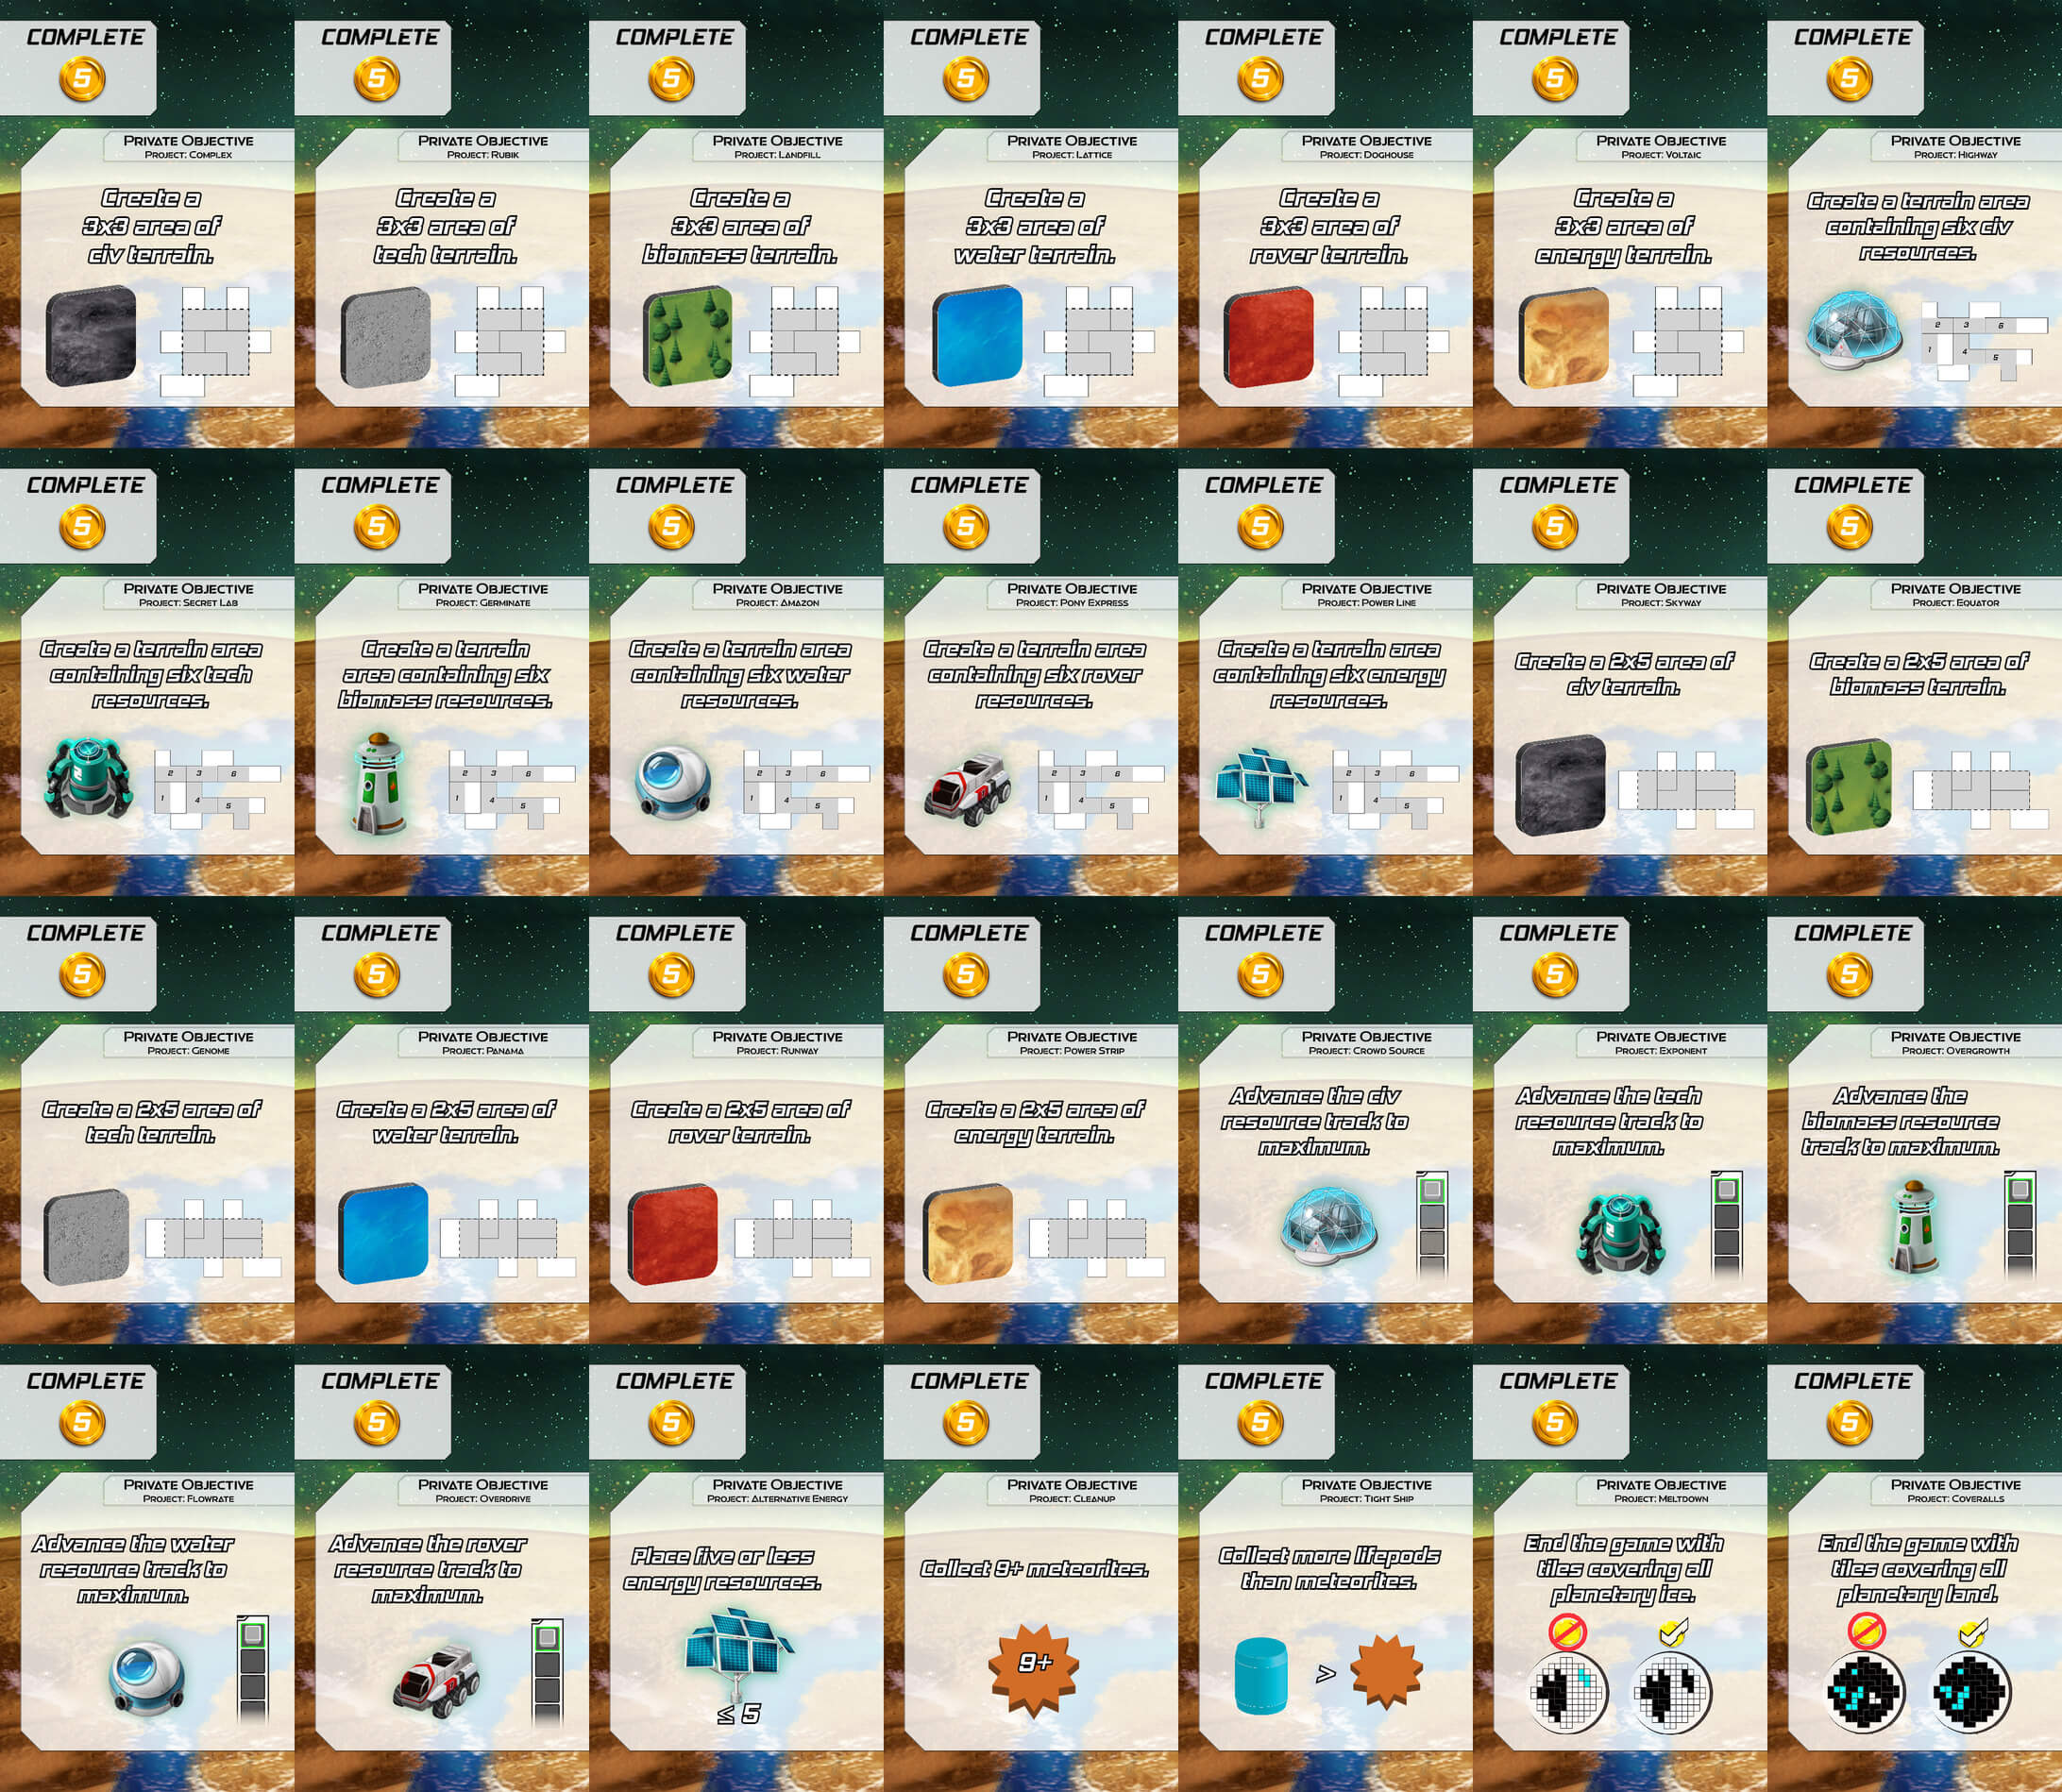 COMPLETE
5
PRIVATE OBJECTIVE
PROJECT: COMPLEX
Create a
3x3 area of
civ terrain.
COMPLETE
5
PRIVATE OBJECTIVE
PROJECT: RUBIK
Create a
3x3 area of
tech terrain.
COMPLETE
5
PRIVATE OBJECTIVE
PROJECT: LANDFILL
Create a
3x3 area of
biomass terrain.
COMPLETE
5
PRIVATE OBJECTIVE
PROJECT: LATTICE
Create a
3x3 area of
water terrain.
COMPLETE
5
PRIVATE OBJECTIVE
PROJECT: DOGHOUSE
Create a
3x3 area of
rover terrain.
COMPLETE
5
PRIVATE OBJECTIVE
PROJECT: VOLTAIC
Create a
3x3 area of
energy terrain.
COMPLETE
5
PRIVATE OBJECTIVE
PROJECT: HIGHWAY
Create a terrain area
containing six civ
resources.
2 3 6
1 4
5
COMPLETE
5
PRIVATE OBJECTIVE
PROJECT: SECRET LAB
Create a terrain area
containing six tech
resources.
2 3 6
1 4
5
COMPLETE
5
PRIVATE OBJECTIVE
PROJECT: GERMINATE
Create a terrain
area containing six
biomass resources.
2 3 6
1 4
5
COMPLETE
5
PRIVATE OBJECTIVE
PROJECT: AMAZON
Create a terrain area
containing six water
resources.
2 3 6
1 4
5
COMPLETE
5
PRIVATE OBJECTIVE
PROJECT: PONY EXPRESS
Create a terrain area
containing six rover
resources.
2 3 6
1 4
5
COMPLETE
5
PRIVATE OBJECTIVE
PROJECT: POWER LINE
Create a terrain area
containing six energy
resources.
2 3 6
1 4
5
COMPLETE
5
PRIVATE OBJECTIVE
PROJECT: SKYWAY
Create a 2x5 area of
civ terrain.
COMPLETE
5
PRIVATE OBJECTIVE
PROJECT: EQUATOR
Create a 2x5 area of
biomass terrain.
COMPLETE
5
PRIVATE OBJECTIVE
PROJECT: GENOME
Create a 2x5 area of
tech terrain.
COMPLETE
5
PRIVATE OBJECTIVE
PROJECT: PANAMA
Create a 2x5 area of
water terrain.
COMPLETE
5
PRIVATE OBJECTIVE
PROJECT: RUNWAY
Create a 2x5 area of
rover terrain.
COMPLETE
5
PRIVATE OBJECTIVE
PROJECT: POWER STRIP
Create a 2x5 area of
energy terrain.
COMPLETE
5
PRIVATE OBJECTIVE
PROJECT: CROWD SOURCE
Advance the civ
resource track to
maximum.
COMPLETE
5
PRIVATE OBJECTIVE
PROJECT: EXPONENT
Advance the tech
resource track to
maximum.
COMPLETE
5
PRIVATE OBJECTIVE
PROJECT: OVERGROWTH
Advance the
biomass resource
track to maximum.
COMPLETE
5
PRIVATE OBJECTIVE
PROJECT: FLOWRATE
Advance the water
resource track to
maximum.
COMPLETE
5
PRIVATE OBJECTIVE
PROJECT: OVERDRIVE
Advance the rover
resource track to
maximum.
COMPLETE
5
PRIVATE OBJECTIVE
PROJECT: ALTERNATIVE ENERGY
Place five or less
energy resources.
≤ 5
COMPLETE
5
PRIVATE OBJECTIVE
PROJECT: CLEANUP
Collect 9+ meteorites.
9+
COMPLETE
5
PRIVATE OBJECTIVE
PROJECT: TIGHT SHIP
Collect more lifepods
than meteorites.
>
COMPLETE
5
PRIVATE OBJECTIVE
PROJECT: MELTDOWN
End the game with
tiles covering all
planetary ice.
COMPLETE
5
PRIVATE OBJECTIVE
PROJECT: COVERALLS
End the game with
tiles covering all
planetary land.